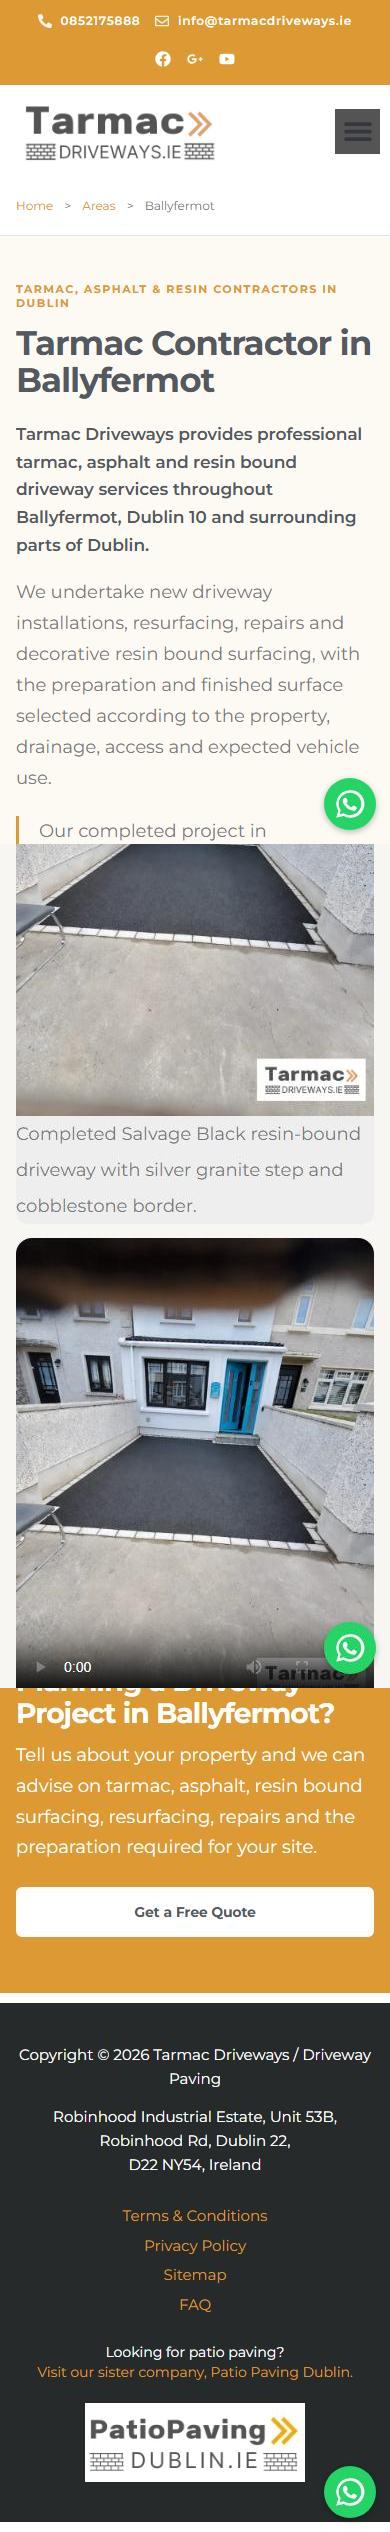 0852175888 info@tarmacdriveways.ie
Tarmac
DRIVEWAYS.IE
Home > Areas > Ballyfermot
TARMAC, ASPHALT & RESIN CONTRACTORS IN
DUBLIN
Tarmac Contractor in
Ballyfermot
Tarmac Driveways provides professional
tarmac, asphalt and resin bound
driveway services throughout
Ballyfermot, Dublin 10 and surrounding
parts of Dublin.
We undertake new driveway
installations, resurfacing, repairs and
decorative resin bound surfacing, with
the preparation and finished surface
selected according to the property,
drainage, access and expected vehicle
use.
Our completed project in
Tarmac
DRIVEWAYS.IE
Completed Salvage Black resin-bound
driveway with silver granite step and
cobblestone border.
0:00
Tarmac
Planning a Driveway
Project in Ballyfermot?
Tell us about your property and we can
advise on tarmac, asphalt, resin bound
surfacing, resurfacing, repairs and the
preparation required for your site.
Get a Free Quote
Copyright © 2026 Tarmac Driveways / Driveway
Paving
Robinhood Industrial Estate, Unit 53B,
Robinhood Rd, Dublin 22,
D22 NY54, Ireland
Terms & Conditions
Privacy Policy
Sitemap
FAQ
Looking for patio paving?
Visit our sister company, Patio Paving Dublin.
PatioPaving
DUBLIN.IE